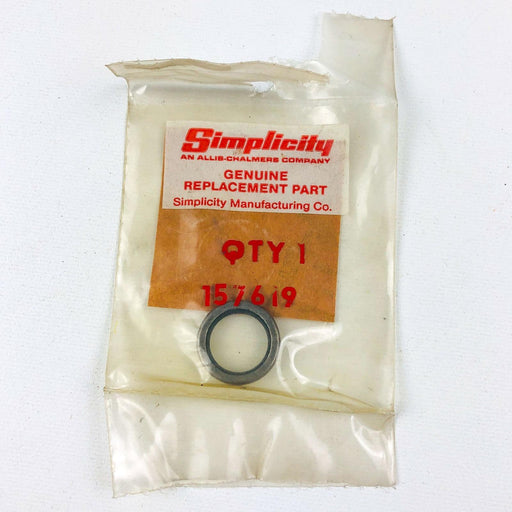 Simplicity
AN ALLIS-CHALMERS COMPANY
GENUINE
REPLACEMENT PART
Simplicity Manufacturing Co.
QTY 1
157619